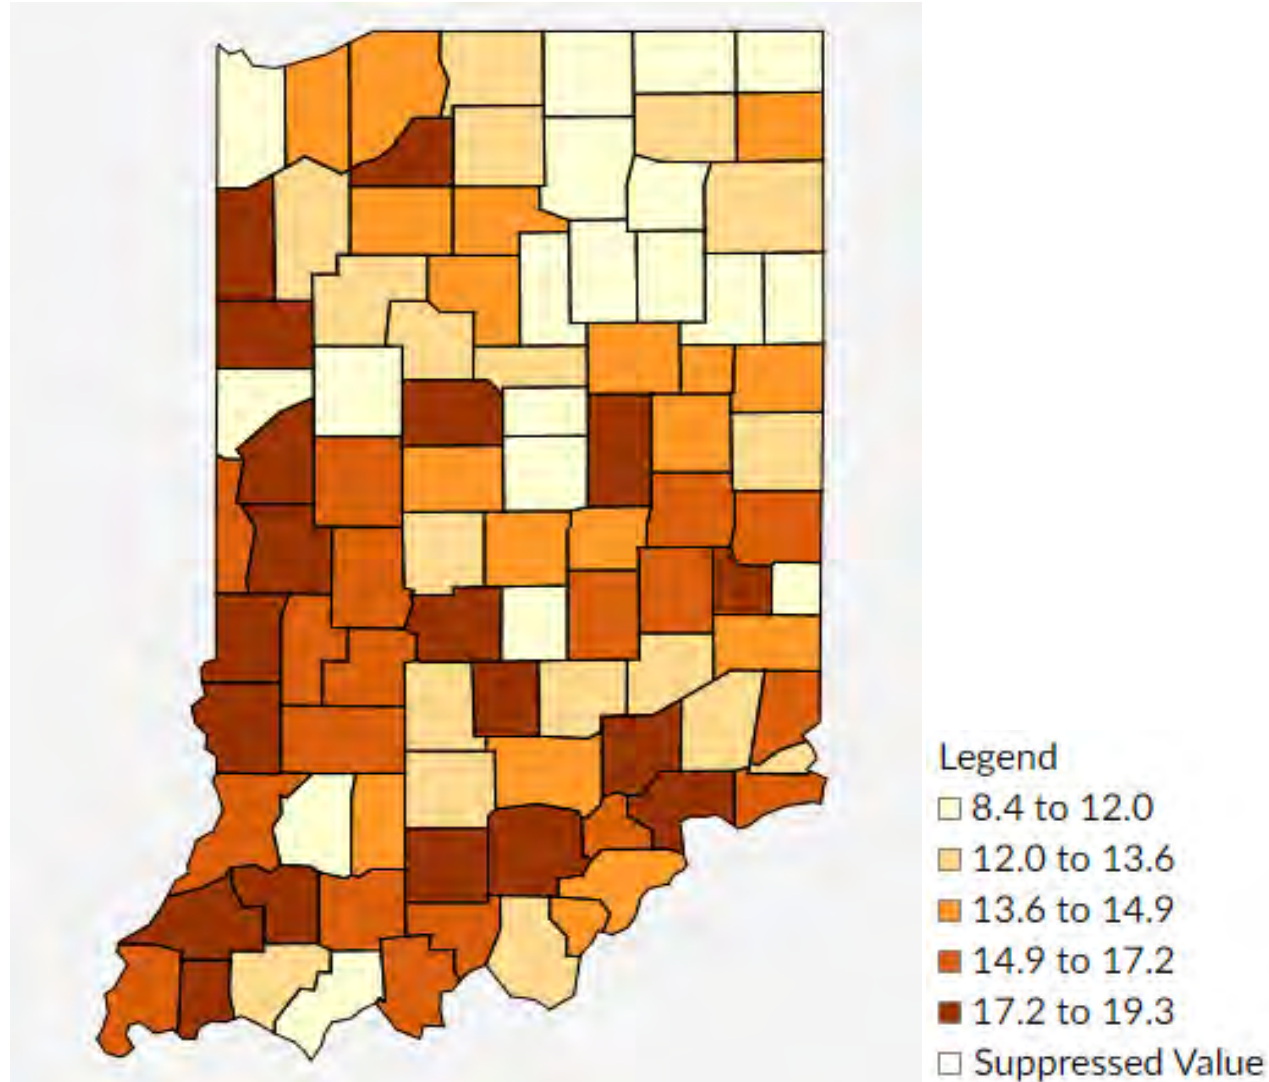 Legend
8.4 to 12.0
12.0 to 13.6
13.6 to 14.9
14.9 to 17.2
17.2 to 19.3
Suppressed Value